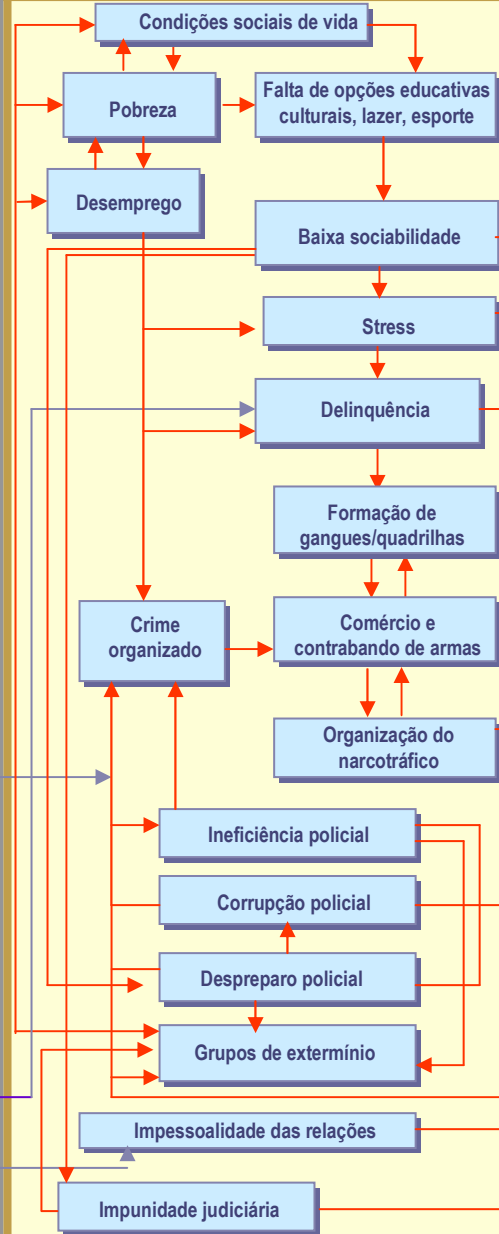 Condições sociais de vida
Pobreza
Falta de opções educativas
culturais, lazer, esporte
Desemprego
Baixa sociabilidade
Stress
Delinquência
Formação de
gangues/quadrilhas
Crime
organizado
Comércio e
contrabando de armas
Organização do
narcotráfico
Ineficiência policial
Corrupção policial
Despreparo policial
Grupos de extermínio
Impessoalidade das relações
Impunidade judiciária